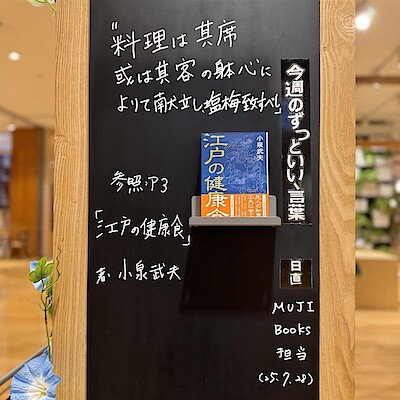 "料理は其席
或は其客の躰心に
よりて献立し、塩梅致すべし"
今週のずっといい、言葉
小泉武夫
江戸の健康食
参照:P3
「江戸の健康食」
著、小泉武夫
日直
MUJI
Books
担当
(25.7.28)